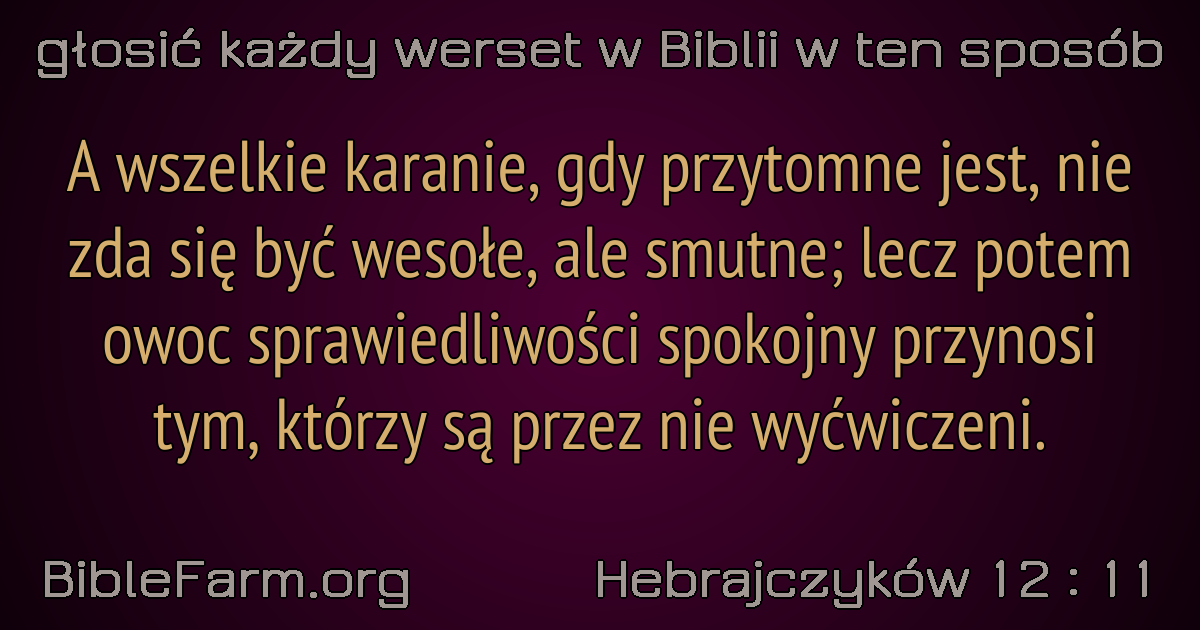 głosić każdy werset w Biblii w ten sposób
A wszelkie karanie, gdy przytomne jest, nie
zda się być wesołe, ale smutne; lecz potem
owoc sprawiedliwości spokojny przynosi
tym, którzy są przez nie wyćwiczeni.
BibleFarm.org
Hebrajczyków 12 : 11